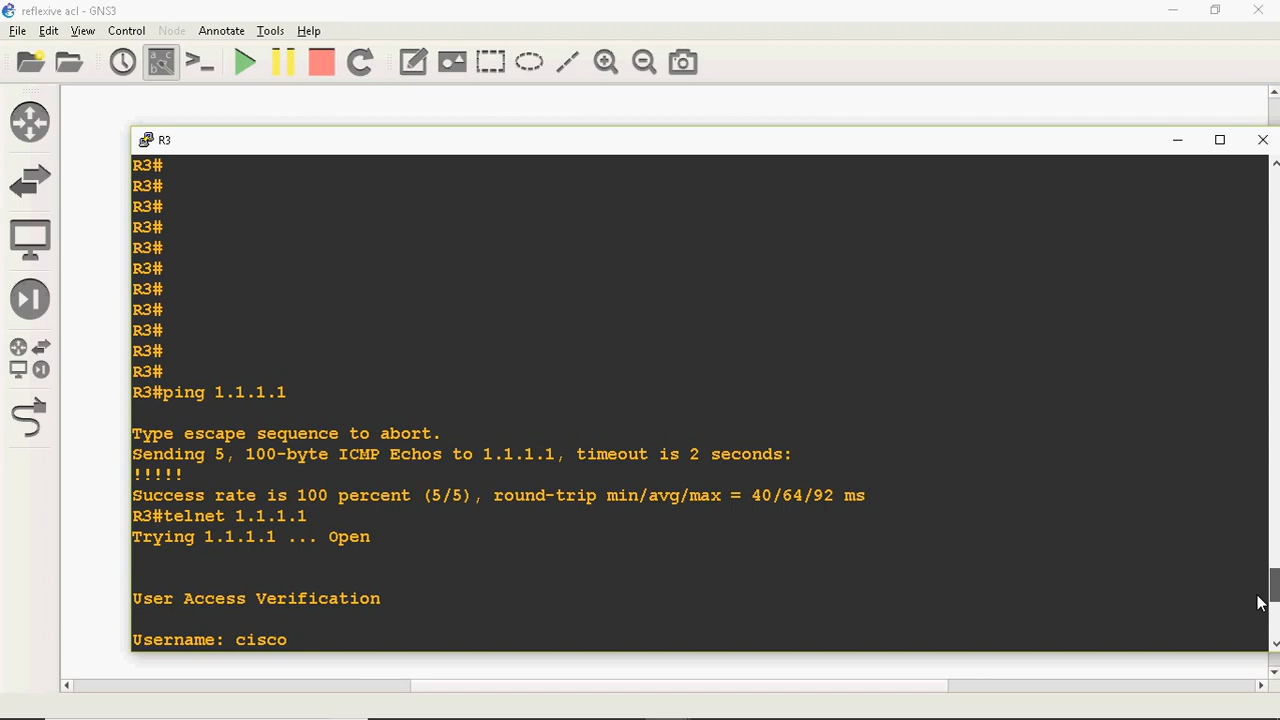 reflexive acl - GNS3
File Edit View Control Node Annotate Tools Help
R3
R3#
R3#
R3#
R3#
R3#
R3#
R3#
R3#
R3#
R3#
R3#
R3#ping 1.1.1.1
Type escape sequence to abort.
Sending 5, 100-byte ICMP Echos to 1.1.1.1, timeout is 2 seconds:
!!!!!
Success rate is 100 percent (5/5), round-trip min/avg/max = 40/64/92 ms
R3#telnet 1.1.1.1
Trying 1.1.1.1 ... Open
User Access Verification
Username: cisco